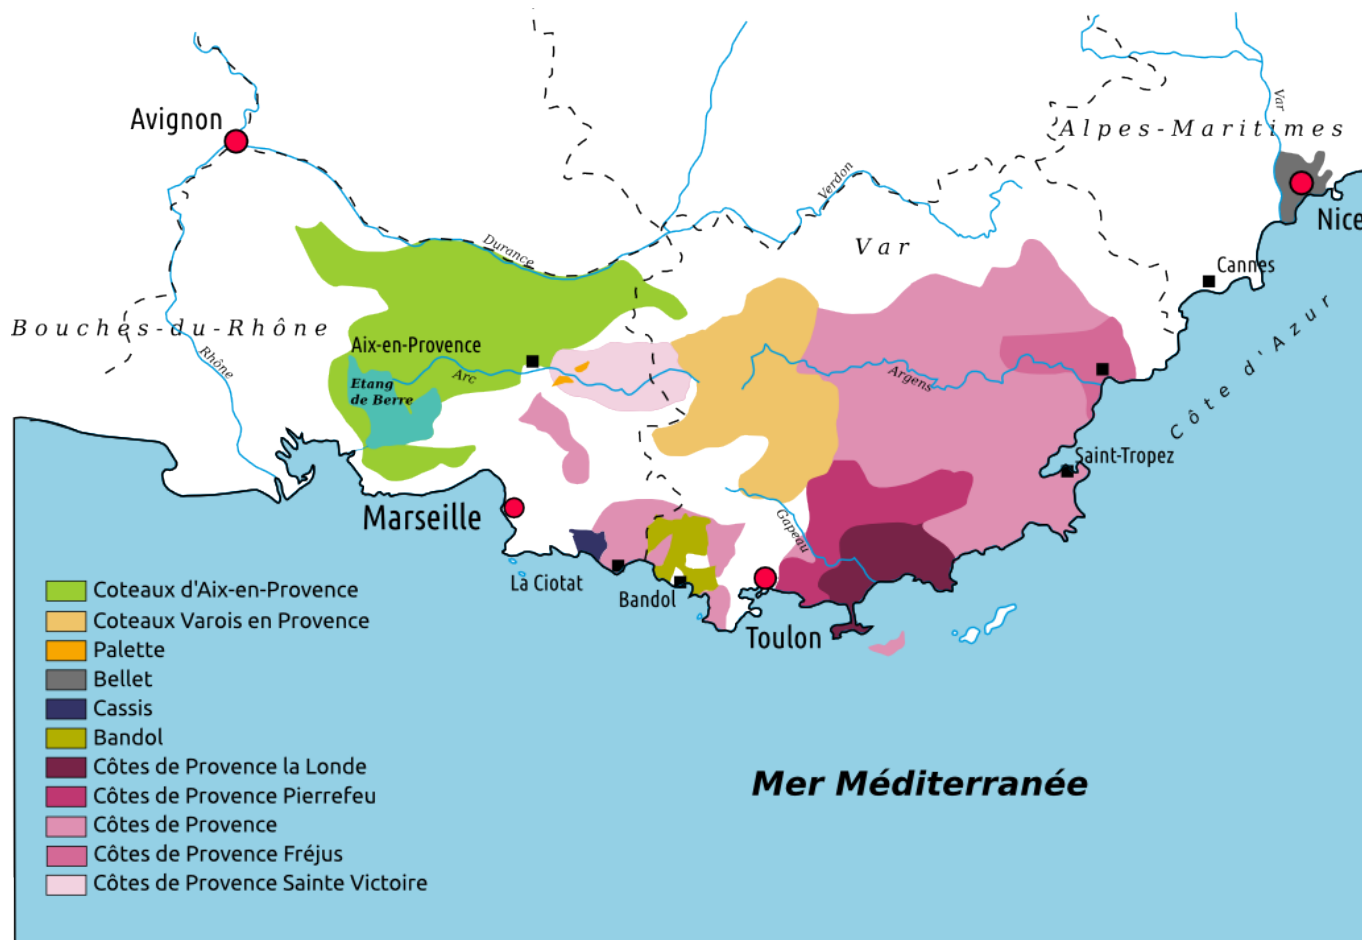 Avignon
Var
Alpes-Maritimes
Verdon
Nice
Durance
Var
Cannes
Bouches-du-Rhône
Aix-en-Provence
Rhône
Arc
Argens
Côte d'Azur
Etang
de Berre
Saint-Tropez
Marseille
Gapeau
La Ciotat
Bandol
Toulon
Coteaux d'Aix-en-Provence
Coteaux Varois en Provence
Palette
Bellet
Cassis
Bandol
Côtes de Provence la Londe
Côtes de Provence Pierrefeu
Côtes de Provence
Côtes de Provence Fréjus
Côtes de Provence Sainte Victoire
Mer Méditerranée